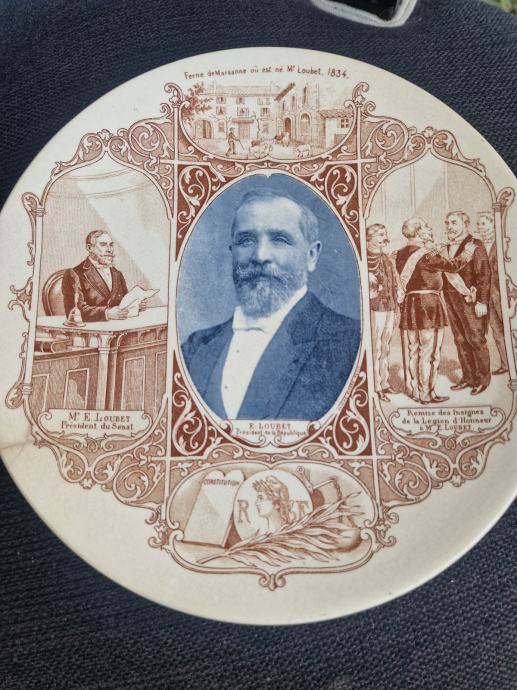 Ferme de Marsanne où est né Mr Loubet, 1834.
Mr E. LOUBET
Président du Sénat
E. LOUBET
Président de la République
Remise des Insignes
de la Légion d'Honneur
à Mr E. LOUBET
CONSTITUTION
R F